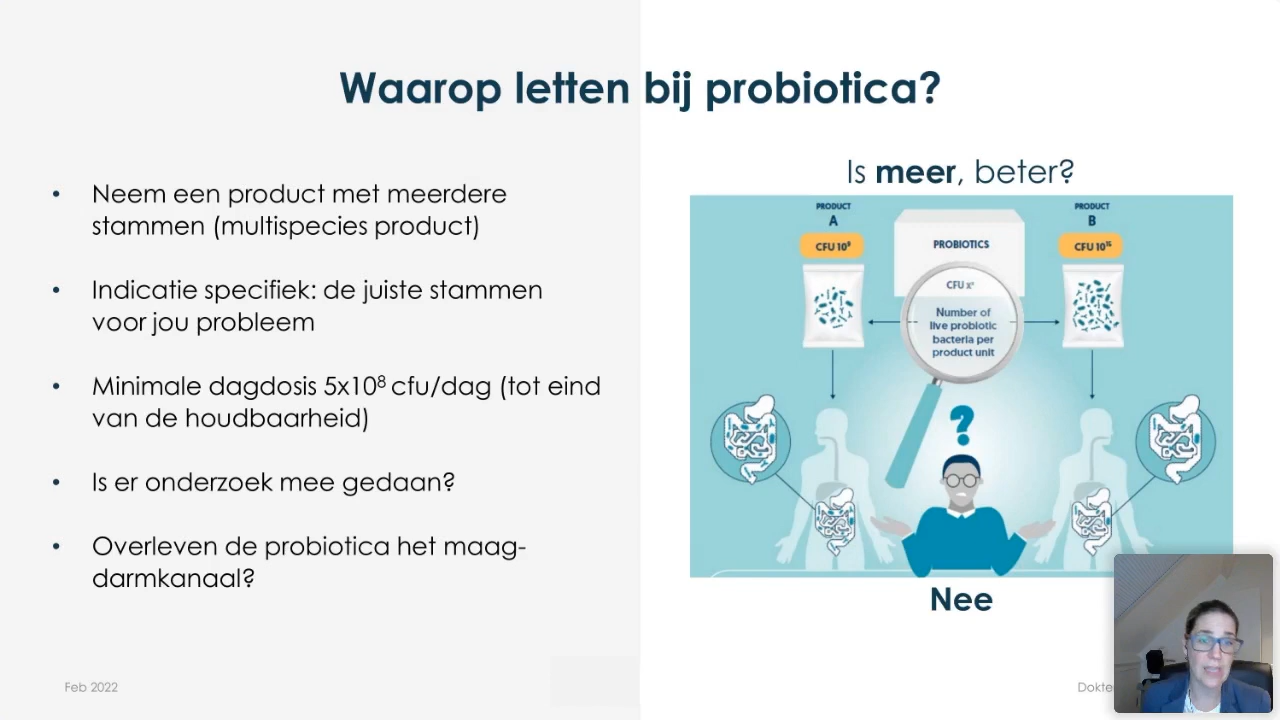 Waarop letten bij probiotica?
• Neem een product met meerdere
stammen (multispecies product)
• Indicatie specifiek: de juiste stammen
voor jou probleem
• Minimale dagdosis 5x10⁸ cfu/dag (tot eind
van de houdbaarheid)
• Is er onderzoek mee gedaan?
• Overleven de probiotica het maag-
darmkanaal?
Is meer, beter?
PRODUCT
A
CFU 10⁹
PROBIOTICS
CFU xⁿ
Number of
live probiotic
bacteria per
product unit
PRODUCT
B
CFU 10¹⁵
?
Nee
Feb 2022